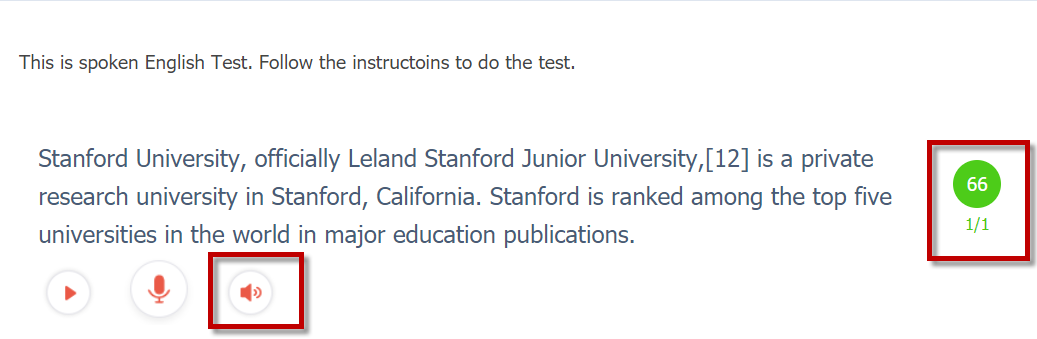 This is spoken English Test. Follow the instructoins to do the test.
Stanford University, officially Leland Stanford Junior University,[12] is a private
research university in Stanford, California. Stanford is ranked among the top five
universities in the world in major education publications.
66
1/1